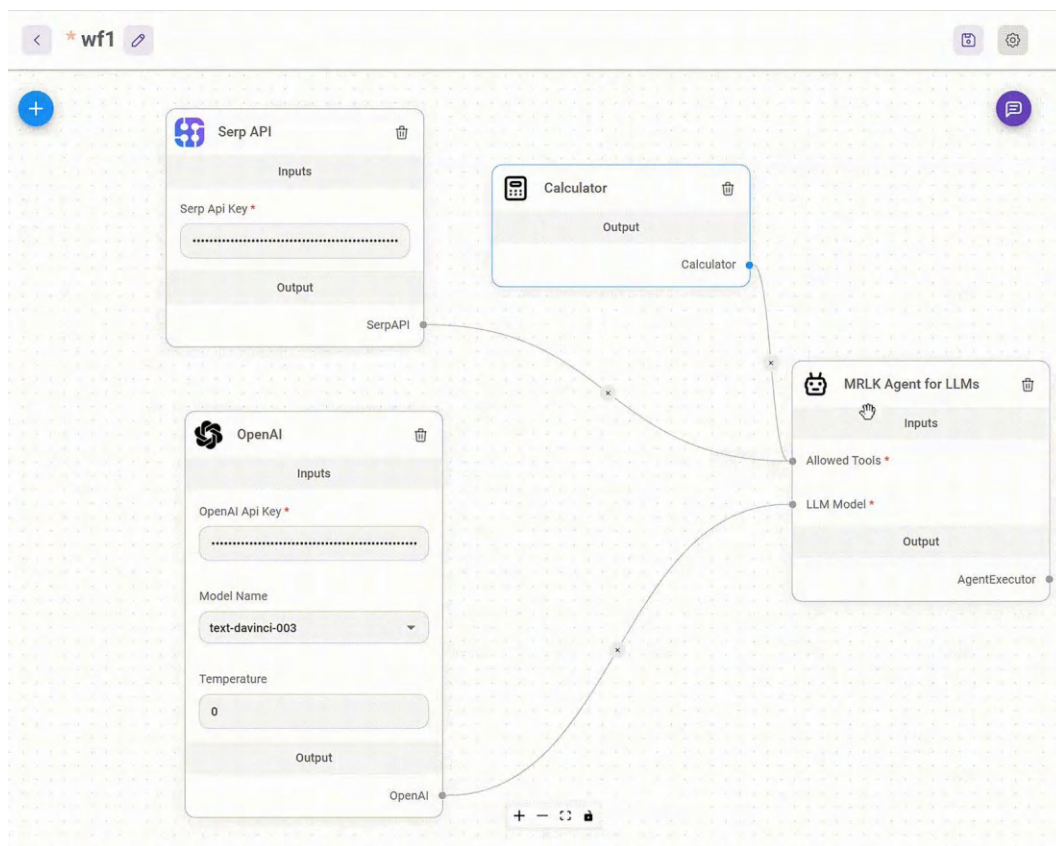 * wf1
Serp API
Inputs
Serp Api Key *
Output
SerpAPI
Calculator
Output
Calculator
MRLK Agent for LLMs
Inputs
Allowed Tools *
LLM Model *
Output
AgentExecutor
OpenAI
Inputs
OpenAI Api Key *
Model Name
text-davinci-003
Temperature
0
Output
OpenAI